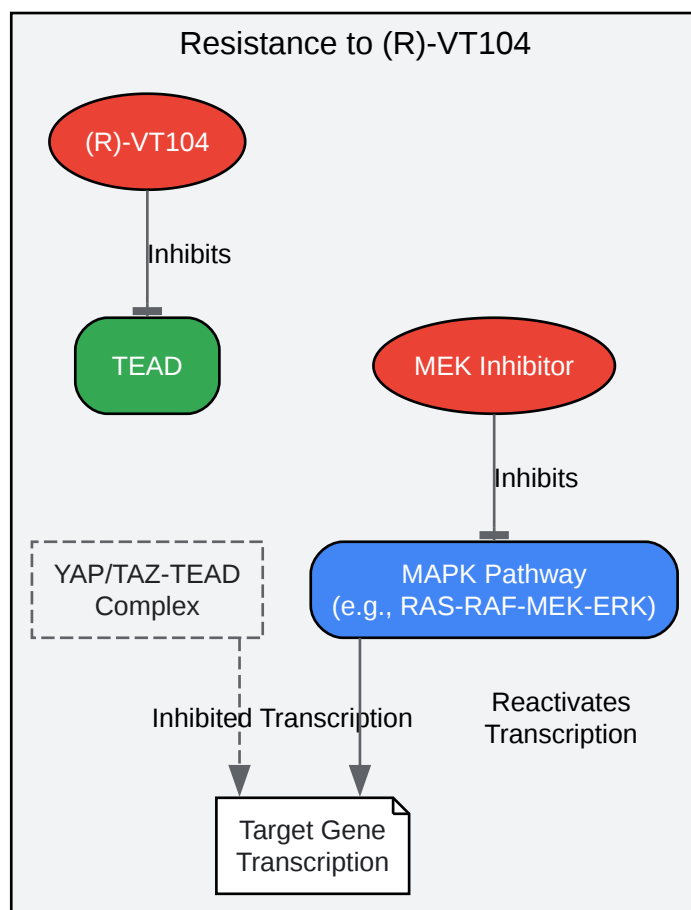 Resistance to (R)-VT104
(R)-VT104
Inhibits
TEAD
MEK Inhibitor
Inhibits
YAP/TAZ-TEAD
Complex
MAPK Pathway
(e.g., RAS-RAF-MEK-ERK)
Inhibited Transcription
Reactivates
Transcription
Target Gene
Transcription